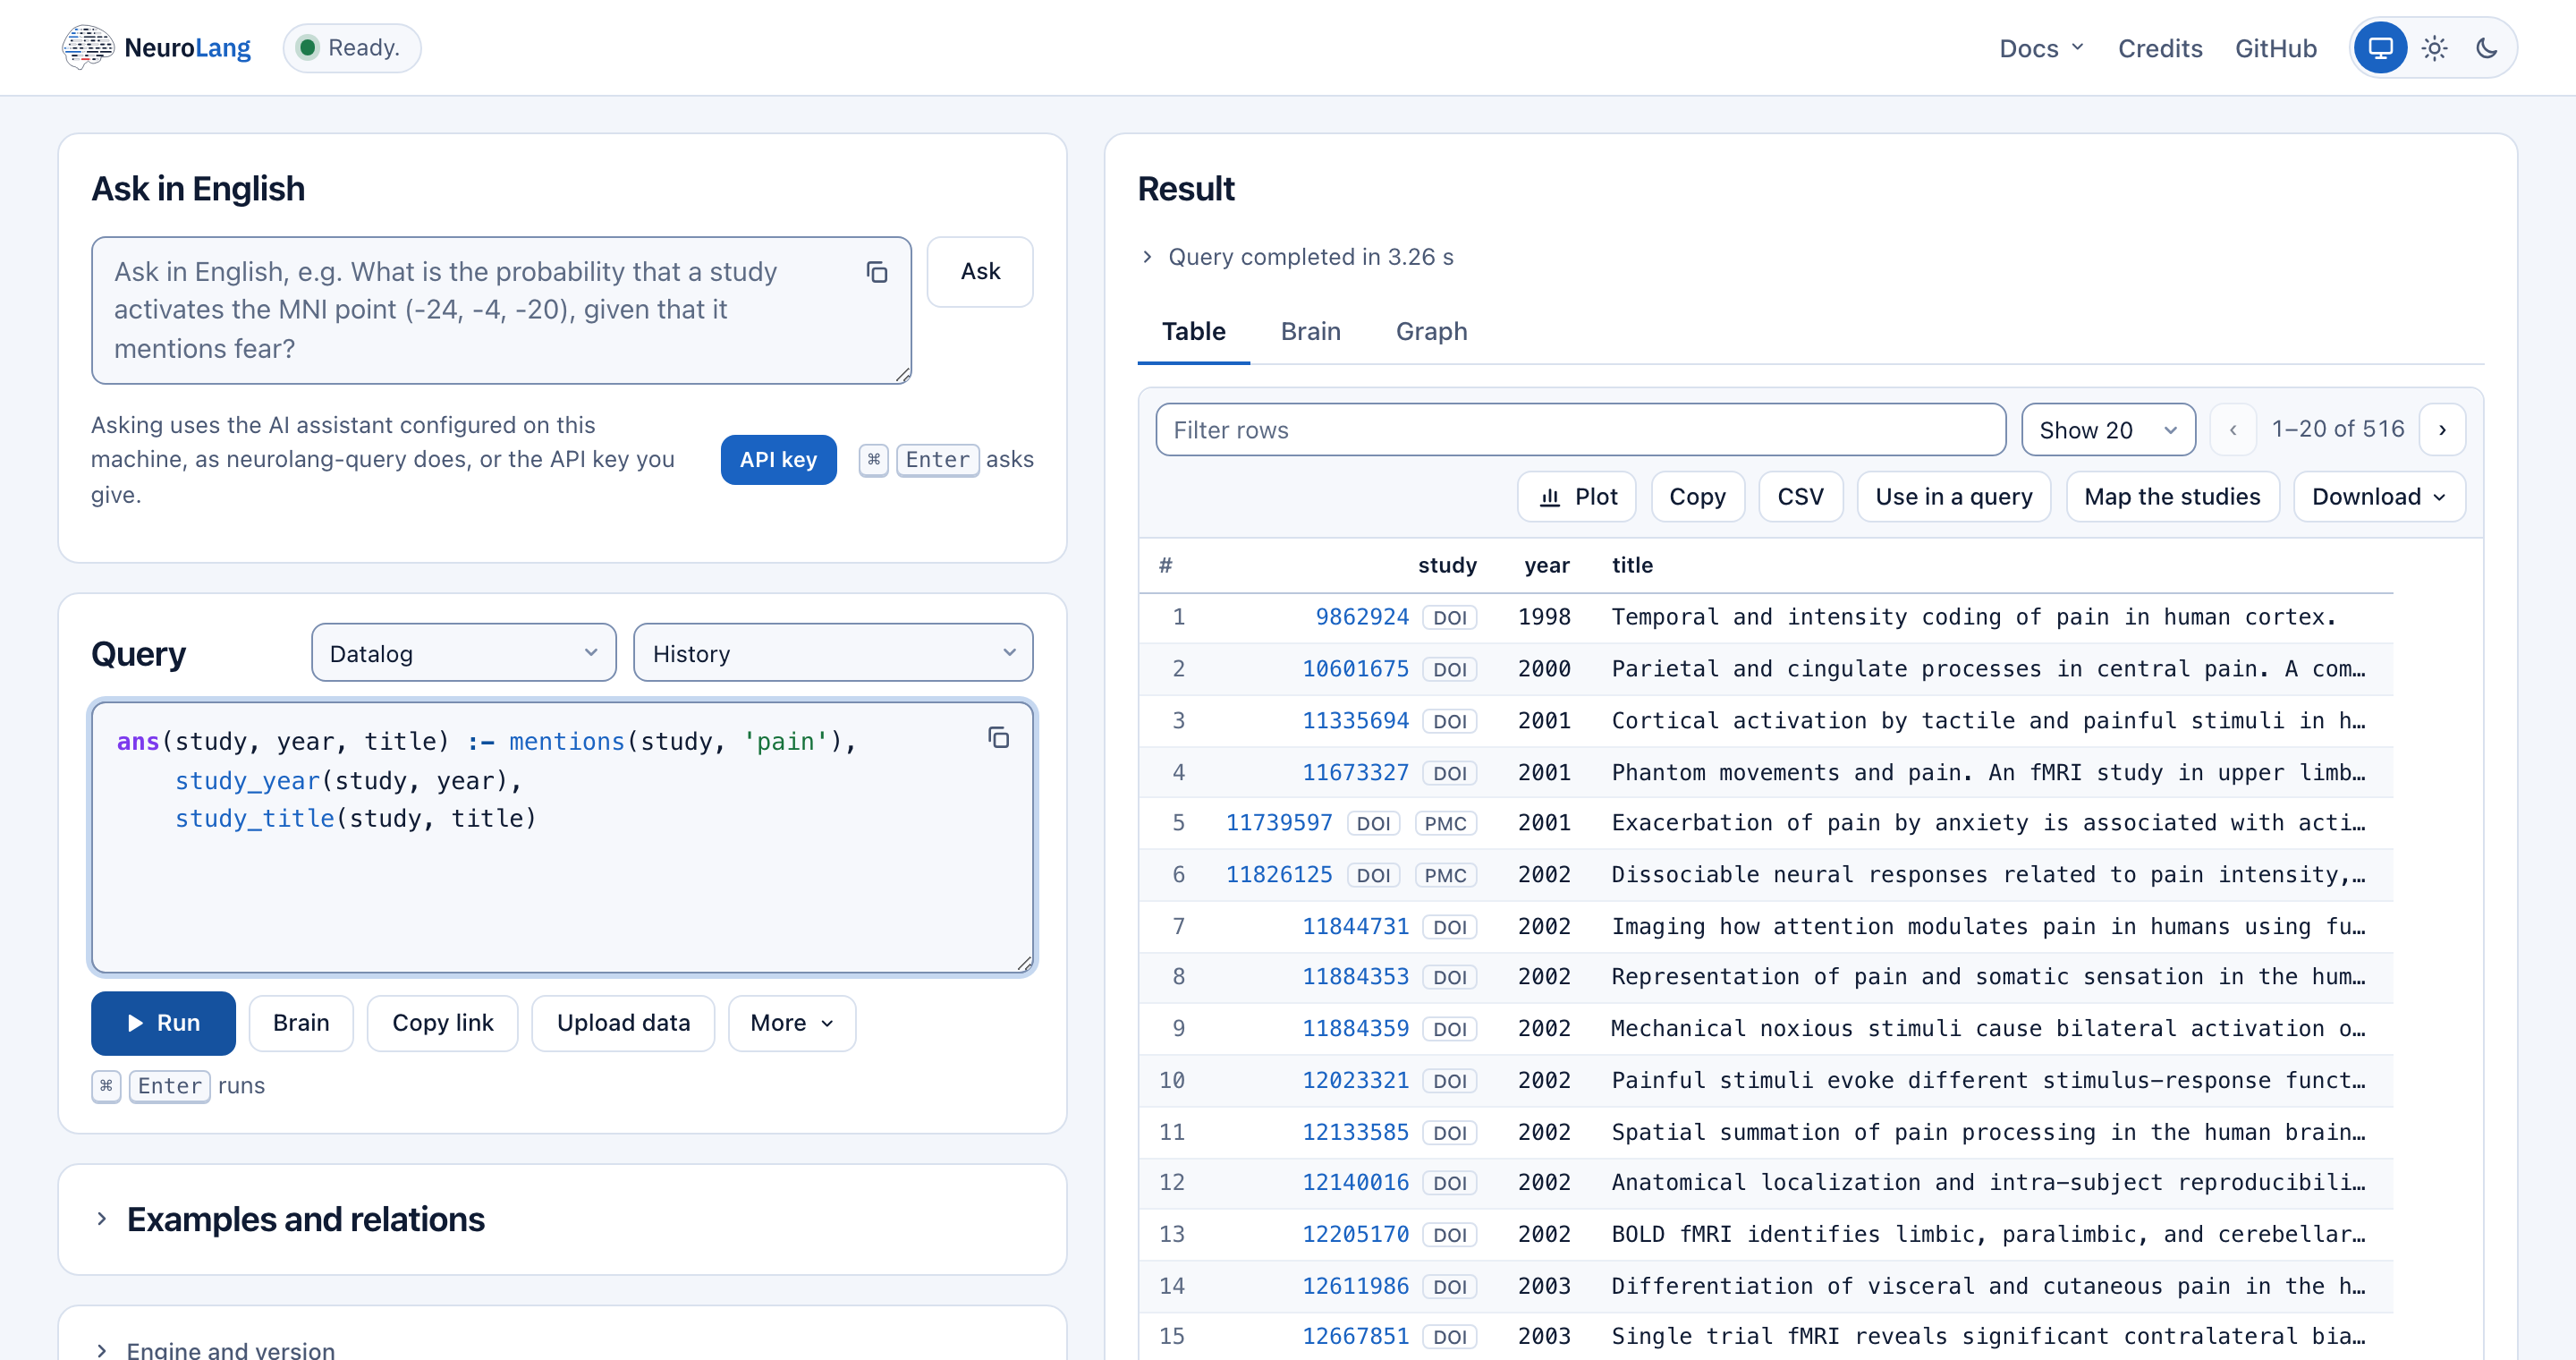 NeuroLang
Ready.
Docs
Credits
GitHub
Ask in English
Ask in English, e.g. What is the probability that a study
activates the MNI point (-24, -4, -20), given that it
mentions fear?
Ask
Asking uses the AI assistant configured on this
machine, as neurolang-query does, or the API key you
give.
API key
⌘ Enter asks
Query
Datalog
History
ans(study, year, title) :- mentions(study, 'pain'),
study_year(study, year),
study_title(study, title)
Run
Brain
Copy link
Upload data
More
⌘ Enter runs
Examples and relations
Engine and version
Result
Query completed in 3.26 s
Table
Brain
Graph
Filter rows
Show 20
1–20 of 516
Plot
Copy
CSV
Use in a query
Map the studies
Download
# study year title
1 9862924 DOI 1998 Temporal and intensity coding of pain in human cortex.
2 10601675 DOI 2000 Parietal and cingulate processes in central pain. A com…
3 11335694 DOI 2001 Cortical activation by tactile and painful stimuli in h…
4 11673327 DOI 2001 Phantom movements and pain. An fMRI study in upper limb…
5 11739597 DOI PMC 2001 Exacerbation of pain by anxiety is associated with acti…
6 11826125 DOI PMC 2002 Dissociable neural responses related to pain intensity,…
7 11844731 DOI 2002 Imaging how attention modulates pain in humans using fu…
8 11884353 DOI 2002 Representation of pain and somatic sensation in the hum…
9 11884359 DOI 2002 Mechanical noxious stimuli cause bilateral activation o…
10 12023321 DOI 2002 Painful stimuli evoke different stimulus–response funct…
11 12133585 DOI 2002 Spatial summation of pain processing in the human brain…
12 12140016 DOI 2002 Anatomical localization and intra-subject reproducibili…
13 12205170 DOI 2002 BOLD fMRI identifies limbic, paralimbic, and cerebellar…
14 12611986 DOI 2003 Differentiation of visceral and cutaneous pain in the h…
15 12667851 DOI 2003 Single trial fMRI reveals significant contralateral bia…